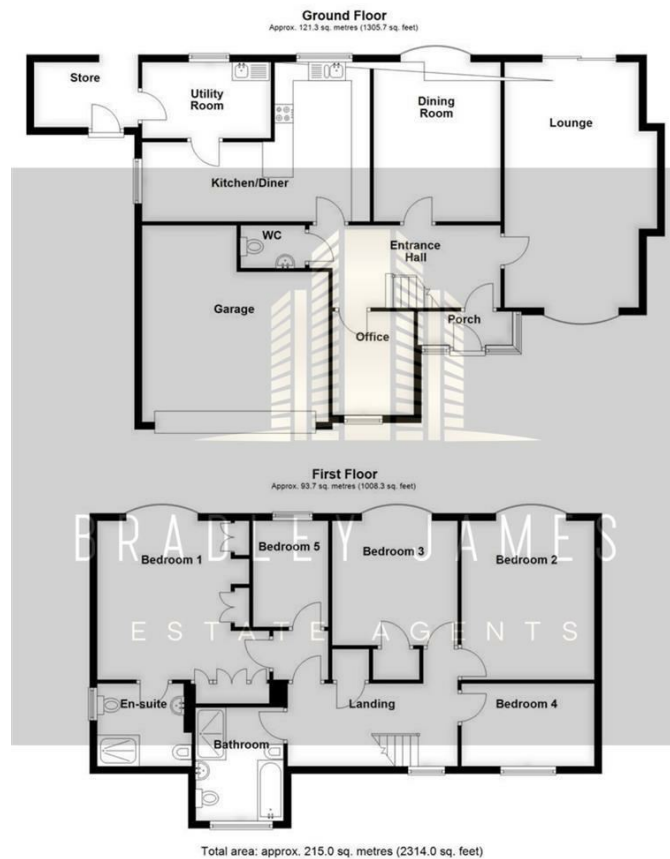 Ground Floor
Approx. 121.3 sq. metres (1305.7 sq. feet)
Store
Utility
Room
Dining
Room
Lounge
Kitchen/Diner
WC
Entrance
Hall
Garage
Porch
Office
First Floor
Approx. 93.7 sq. metres (1008.3 sq. feet)
BRADLEY JAMES
Bedroom 1
Bedroom 5
Bedroom 3
Bedroom 2
ESTATE AGENTS
En-suite
Landing
Bedroom 4
Bathroom
Total area: approx. 215.0 sq. metres (2314.0 sq. feet)